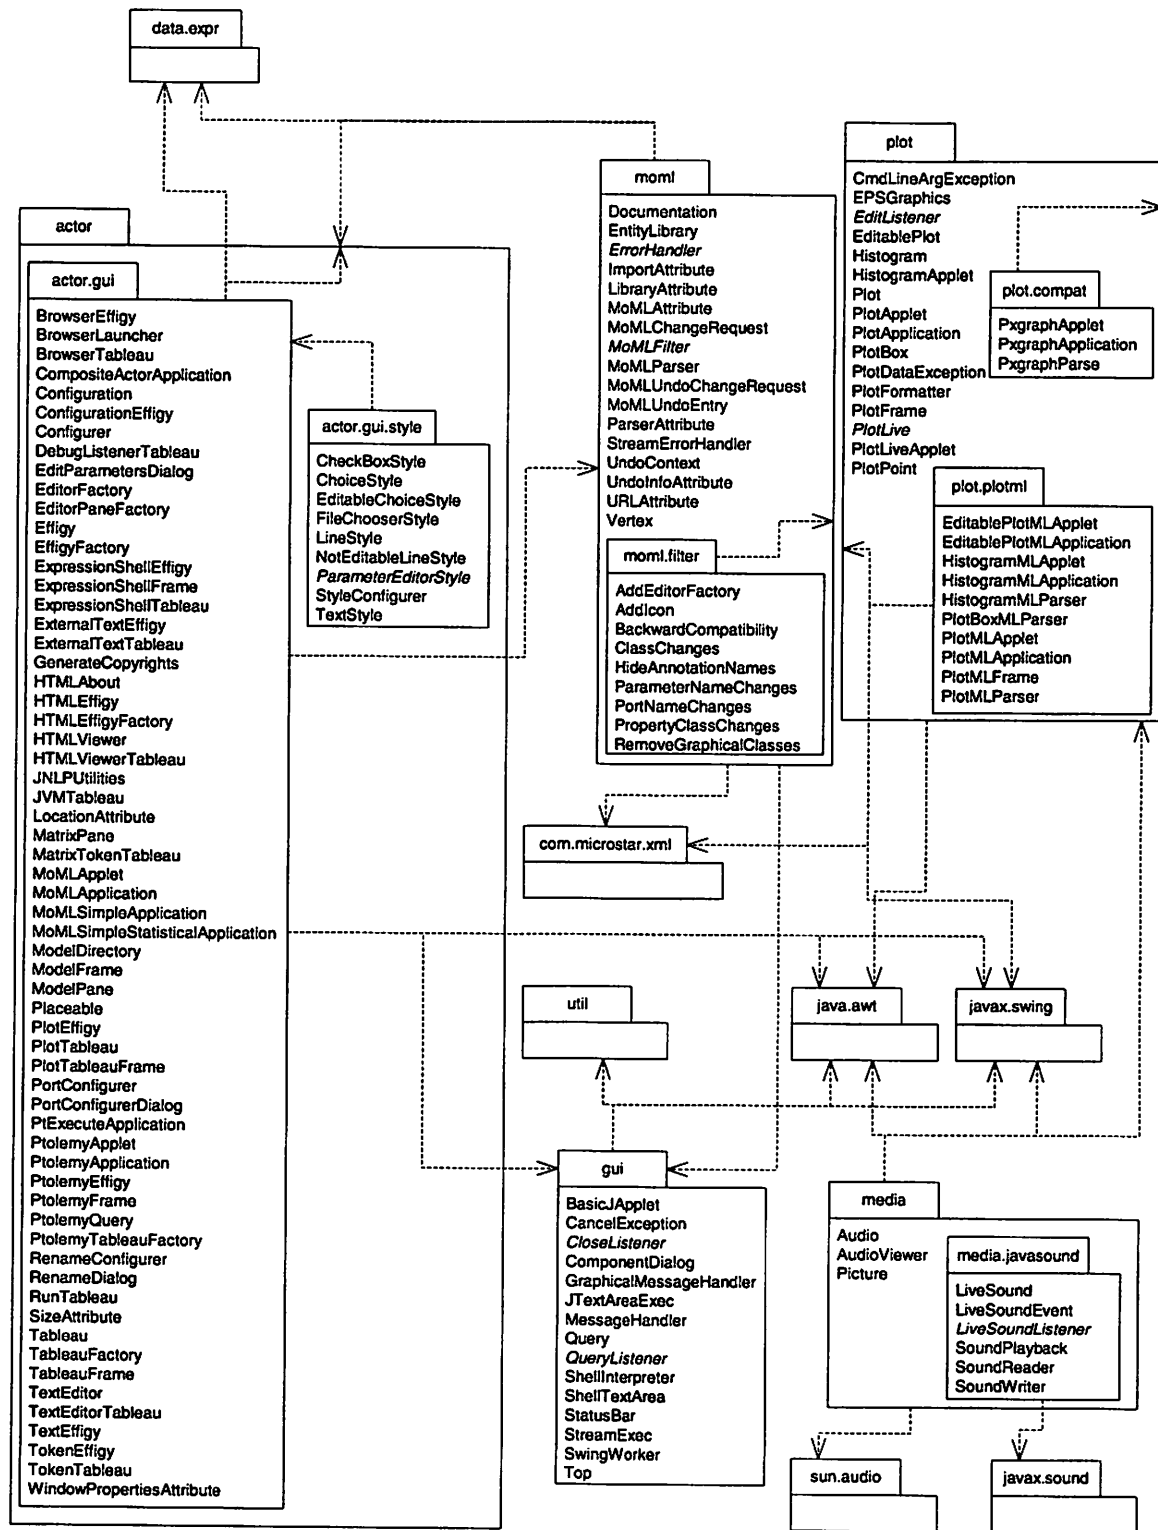 data.expr
actor
actor.gui
BrowserEffigy
BrowserLauncher
BrowserTableau
CompositeActorApplication
Configuration
ConfigurationEffigy
Configurer
DebugListenerTableau
EditParametersDialog
EditorFactory
EditorPaneFactory
Effigy
EffigyFactory
ExpressionShellEffigy
ExpressionShellFrame
ExpressionShellTableau
ExternalTextEffigy
ExternalTextTableau
GenerateCopyrights
HTMLAbout
HTMLEffigy
HTMLEffigyFactory
HTMLViewer
HTMLViewerTableau
JNLPUtilities
JVMTableau
LocationAttribute
MatrixPane
MatrixTokenTableau
MoMLApplet
MoMLApplication
MoMLSimpleApplication
MoMLSimpleStatisticalApplication
ModelDirectory
ModelFrame
ModelPane
Placeable
PlotEffigy
PlotTableau
PlotTableauFrame
PortConfigurer
PortConfigurerDialog
PtExecuteApplication
PtolemyApplet
PtolemyApplication
PtolemyEffigy
PtolemyFrame
PtolemyQuery
PtolemyTableauFactory
RenameConfigurer
RenameDialog
RunTableau
SizeAttribute
Tableau
TableauFactory
TableauFrame
TextEditor
TextEditorTableau
TextEffigy
TokenEffigy
TokenTableau
WindowPropertiesAttribute
actor.gui.style
CheckBoxStyle
ChoiceStyle
EditableChoiceStyle
FileChooserStyle
LineStyle
NotEditableLineStyle
ParameterEditorStyle
StyleConfigurer
TextStyle
moml
Documentation
EntityLibrary
ErrorHandler
ImportAttribute
LibraryAttribute
MoMLAttribute
MoMLChangeRequest
MoMLFilter
MoMLParser
MoMLUndoChangeRequest
MoMLUndoEntry
ParserAttribute
StreamErrorHandler
UndoContext
UndoInfoAttribute
URLAttribute
Vertex
moml.filter
AddEditorFactory
AddIcon
BackwardCompatibility
ClassChanges
HideAnnotationNames
ParameterNameChanges
PortNameChanges
PropertyClassChanges
RemoveGraphicalClasses
plot
CmdLineArgException
EPSGraphics
EditListener
EditablePlot
Histogram
HistogramApplet
Plot
PlotApplet
PlotApplication
PlotBox
PlotDataException
PlotFormatter
PlotFrame
PlotLive
PlotLiveApplet
PlotPoint
plot.compat
PxgraphApplet
PxgraphApplication
PxgraphParse
plot.plotml
EditablePlotMLApplet
EditablePlotMLApplication
HistogramMLApplet
HistogramMLApplication
HistogramMLParser
PlotBoxMLParser
PlotMLApplet
PlotMLApplication
PlotMLFrame
PlotMLParser
com.microstar.xml
util
java.awt
javax.swing
gui
BasicJApplet
CancelException
CloseListener
ComponentDialog
GraphicalMessageHandler
JTextAreaExec
MessageHandler
Query
QueryListener
ShellInterpreter
ShellTextArea
StatusBar
StreamExec
SwingWorker
Top
media
Audio
AudioViewer
Picture
media.javasound
LiveSound
LiveSoundEvent
LiveSoundListener
SoundPlayback
SoundReader
SoundWriter
sun.audio
javax.sound